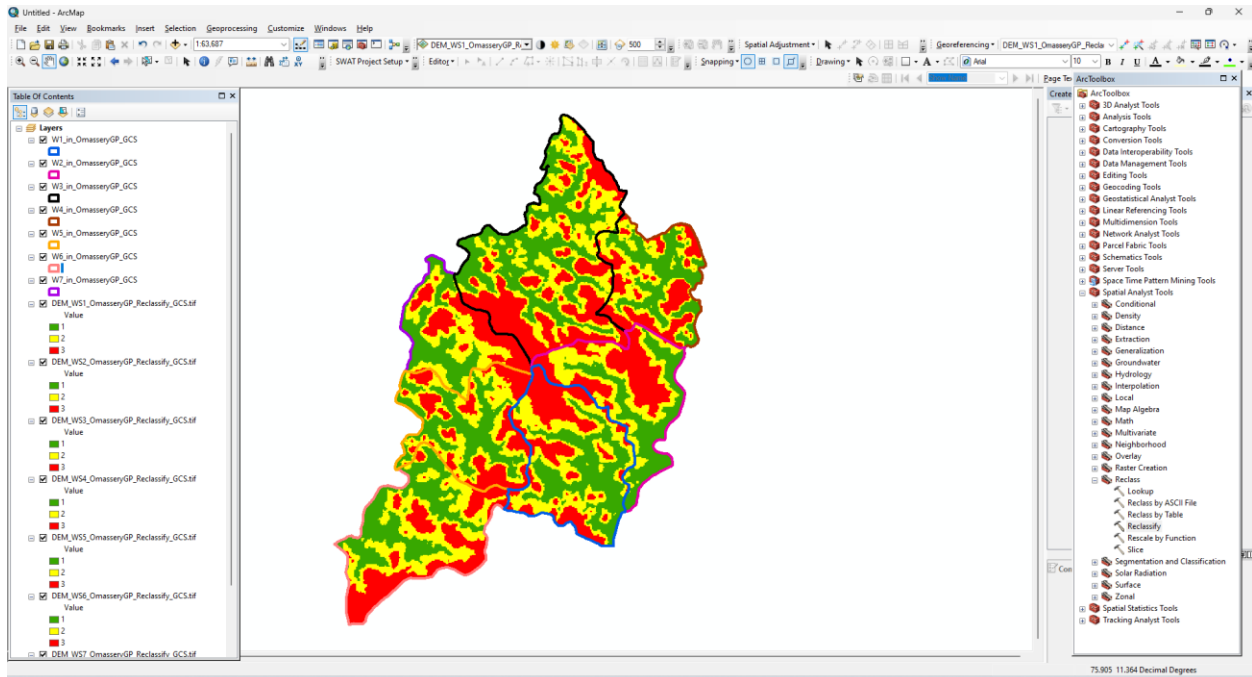 Untitled - ArcMap
File Edit View Bookmarks Insert Selection Geoprocessing Customize Windows Help
1:63,687
DEM_WS1_OmasseryGP_R
500
Spatial Adjustment
Georeferencing
DEM_WS1_OmasseryGP_Recla
SWAT Project Setup
Editor
Snapping
Drawing
A
Arial
10
B I U A
Page Te
Table Of Contents
Layers
W1_in_OmasseryGP_GCS
W2_in_OmasseryGP_GCS
W3_in_OmasseryGP_GCS
W4_in_OmasseryGP_GCS
W5_in_OmasseryGP_GCS
W6_in_OmasseryGP_GCS
W7_in_OmasseryGP_GCS
DEM_WS1_OmasseryGP_Reclassify_GCS.tif
Value
1
2
3
DEM_WS2_OmasseryGP_Reclassify_GCS.tif
Value
1
2
3
DEM_WS3_OmasseryGP_Reclassify_GCS.tif
Value
1
2
3
DEM_WS4_OmasseryGP_Reclassify_GCS.tif
Value
1
2
3
DEM_WS5_OmasseryGP_Reclassify_GCS.tif
Value
1
2
3
DEM_WS6_OmasseryGP_Reclassify_GCS.tif
Value
1
2
3
DEM_WS7_OmasseryGP_Reclassify_GCS.tif
Create
Con
ArcToolbox
ArcToolbox
3D Analyst Tools
Analysis Tools
Cartography Tools
Conversion Tools
Data Interoperability Tools
Data Management Tools
Editing Tools
Geocoding Tools
Geostatistical Analyst Tools
Linear Referencing Tools
Multidimension Tools
Network Analyst Tools
Parcel Fabric Tools
Schematics Tools
Server Tools
Space Time Pattern Mining Tools
Spatial Analyst Tools
Conditional
Density
Distance
Extraction
Generalization
Groundwater
Hydrology
Interpolation
Local
Map Algebra
Math
Multivariate
Neighborhood
Overlay
Raster Creation
Reclass
Lookup
Reclass by ASCII File
Reclass by Table
Reclassify
Rescale by Function
Slice
Segmentation and Classification
Solar Radiation
Surface
Zonal
Spatial Statistics Tools
Tracking Analyst Tools
75.905 11.364 Decimal Degrees